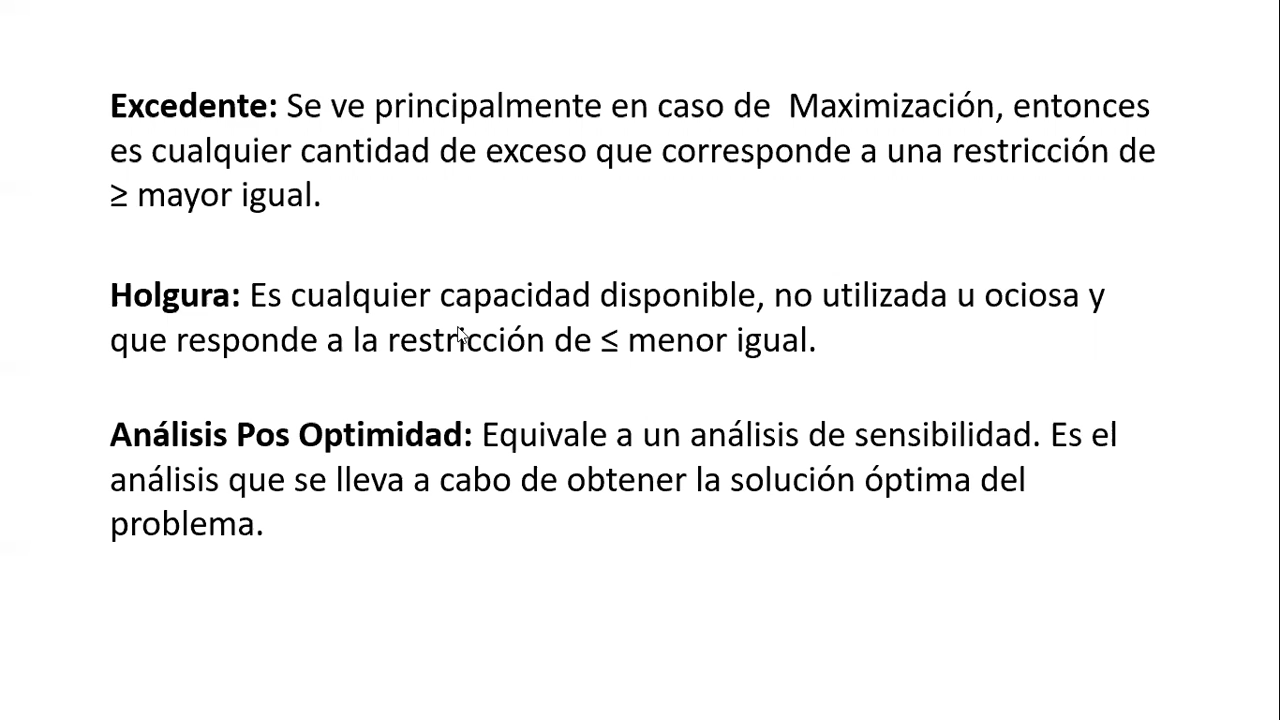 Excedente: Se ve principalmente en caso de  Maximización, entonces
es cualquier cantidad de exceso que corresponde a una restricción de
≥ mayor igual.
Holgura: Es cualquier capacidad disponible, no utilizada u ociosa y
que responde a la restricción de ≤ menor igual.
Análisis Pos Optimidad: Equivale a un análisis de sensibilidad. Es el
análisis que se lleva a cabo de obtener la solución óptima del
problema.